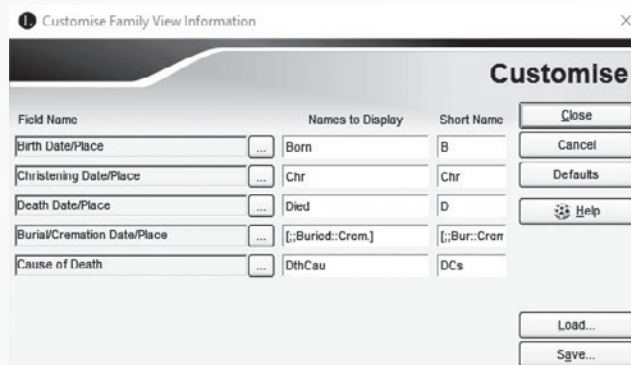 Customise Family View Information
Customise
Field Name Names to Display Short Name Close
Birth Date/Place ... Born B Cancel
Christening Date/Place ... Chr Chr Defaults
Death Date/Place ... Died D Help
Burial/Cremation Date/Place ... [;;Buried::Crem.] [;;Bur::Crem
Cause of Death ... DthCau DCs
Load...
Save...